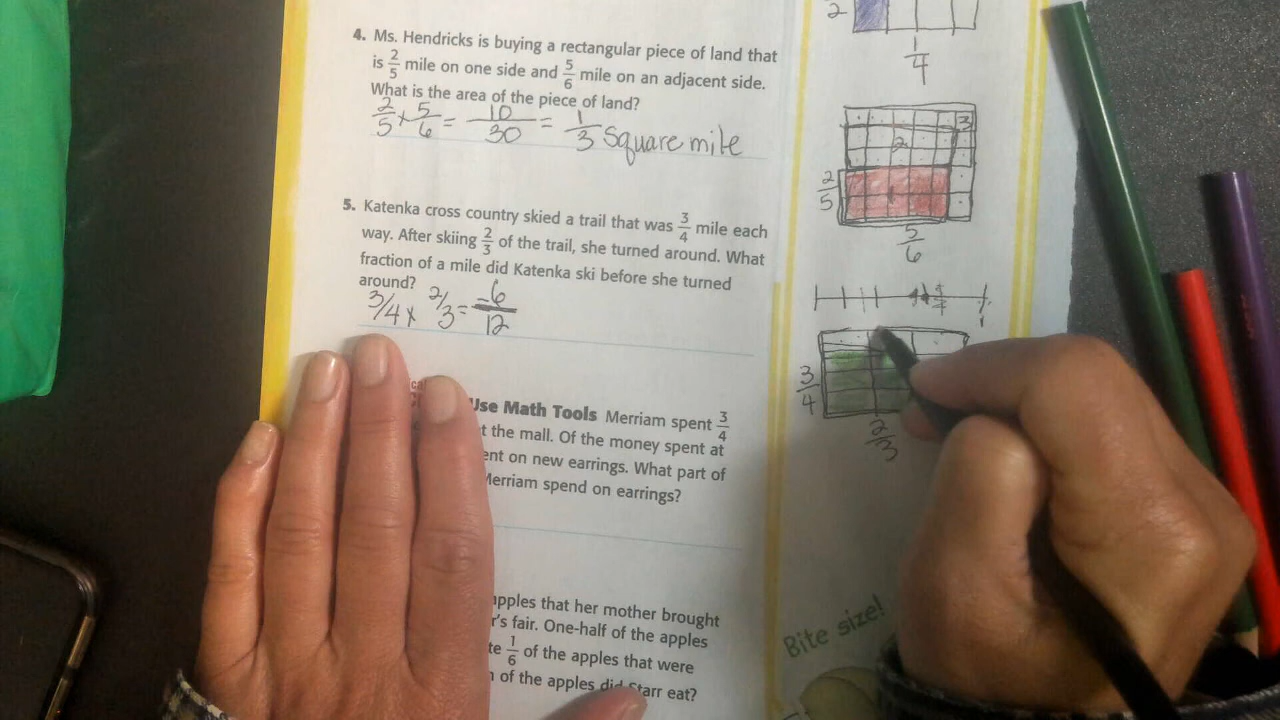 4. Ms. Hendricks is buying a rectangular piece of land that
is 2/5 mile on one side and 5/6 mile on an adjacent side.
What is the area of the piece of land?
2/5 x 5/6 = 10/30 = 1/3 Square mile
5. Katenka cross country skied a trail that was 3/4 mile each
way. After skiing 2/3 of the trail, she turned around. What
fraction of a mile did Katenka ski before she turned
around?
3/4 x 2/3 = 6/12
Use Math Tools Merriam spent 3/4
t the mall. Of the money spent at
ent on new earrings. What part of
Merriam spend on earrings?
apples that her mother brought
r's fair. One-half of the apples
te 1/6 of the apples that were
of the apples did Starr eat?
2
1/4
3
2
1
2/5
5/6
3/4
2/3
Bite size!